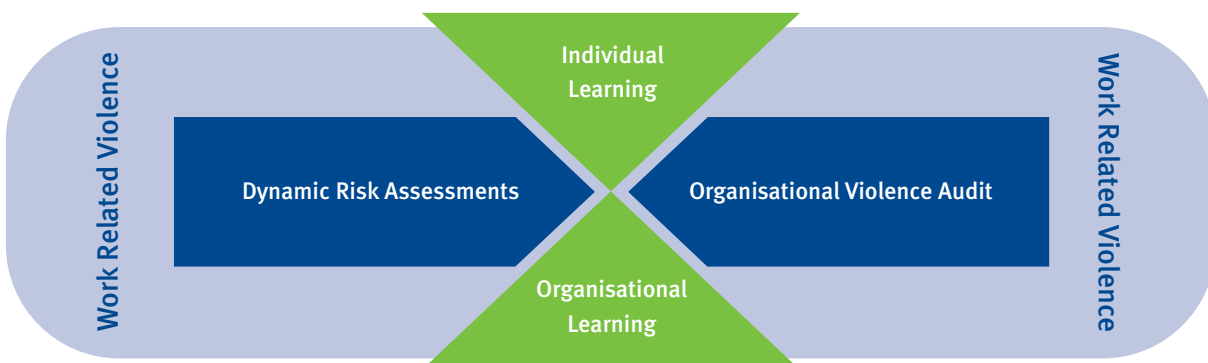 Work Related Violence
Individual
Learning
Dynamic Risk Assessments
Organisational Violence Audit
Organisational
Learning
Work Related Violence